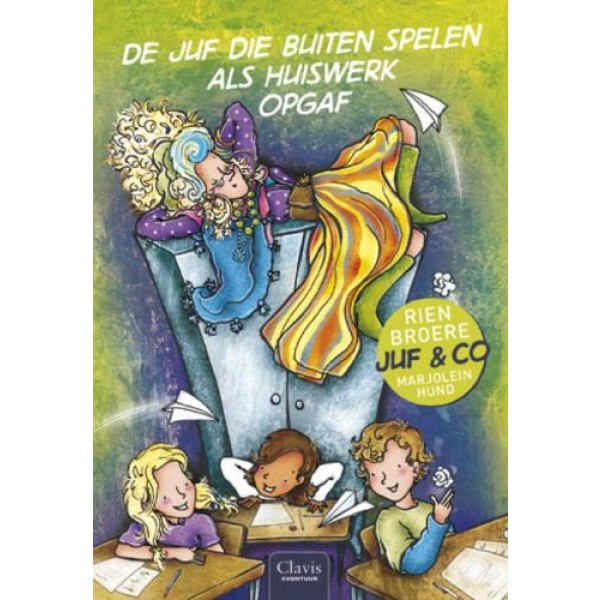 DE JUF DIE BUITEN SPELEN
ALS HUISWERK
OPGAF
RIEN
BROERE
JUF & CO
MARJOLEIN
HUND
Clavis
AVONTUUR